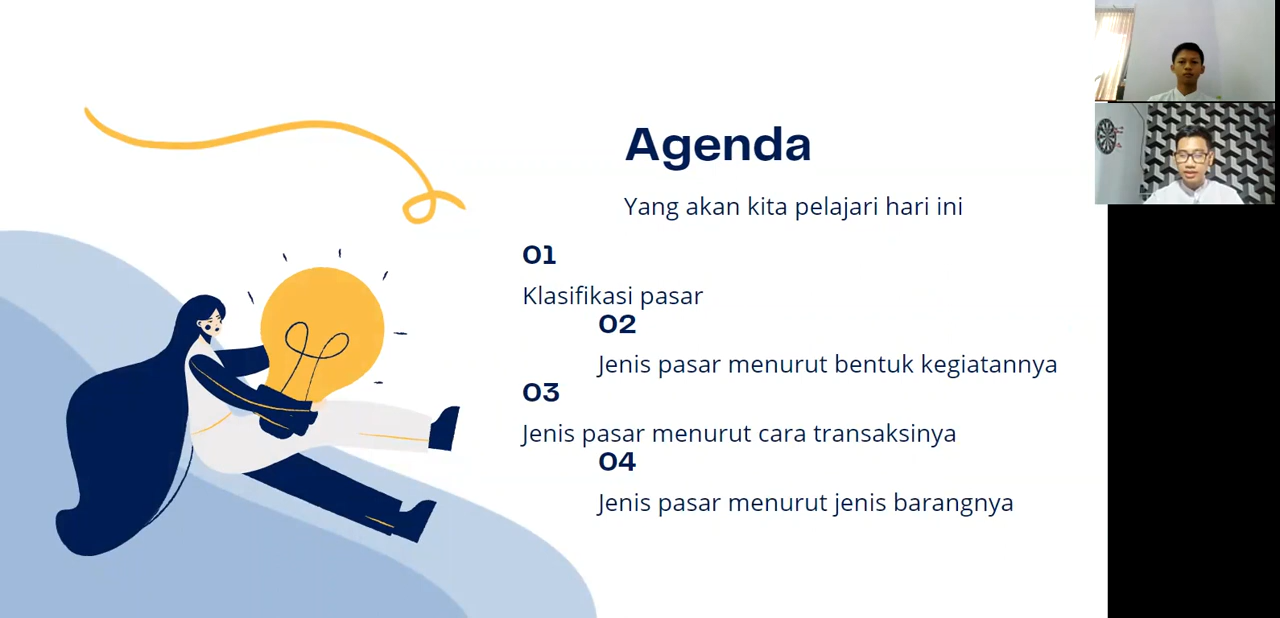 Agenda
Yang akan kita pelajari hari ini
01
Klasifikasi pasar
02
Jenis pasar menurut bentuk kegiatannya
03
Jenis pasar menurut cara transaksinya
04
Jenis pasar menurut jenis barangnya